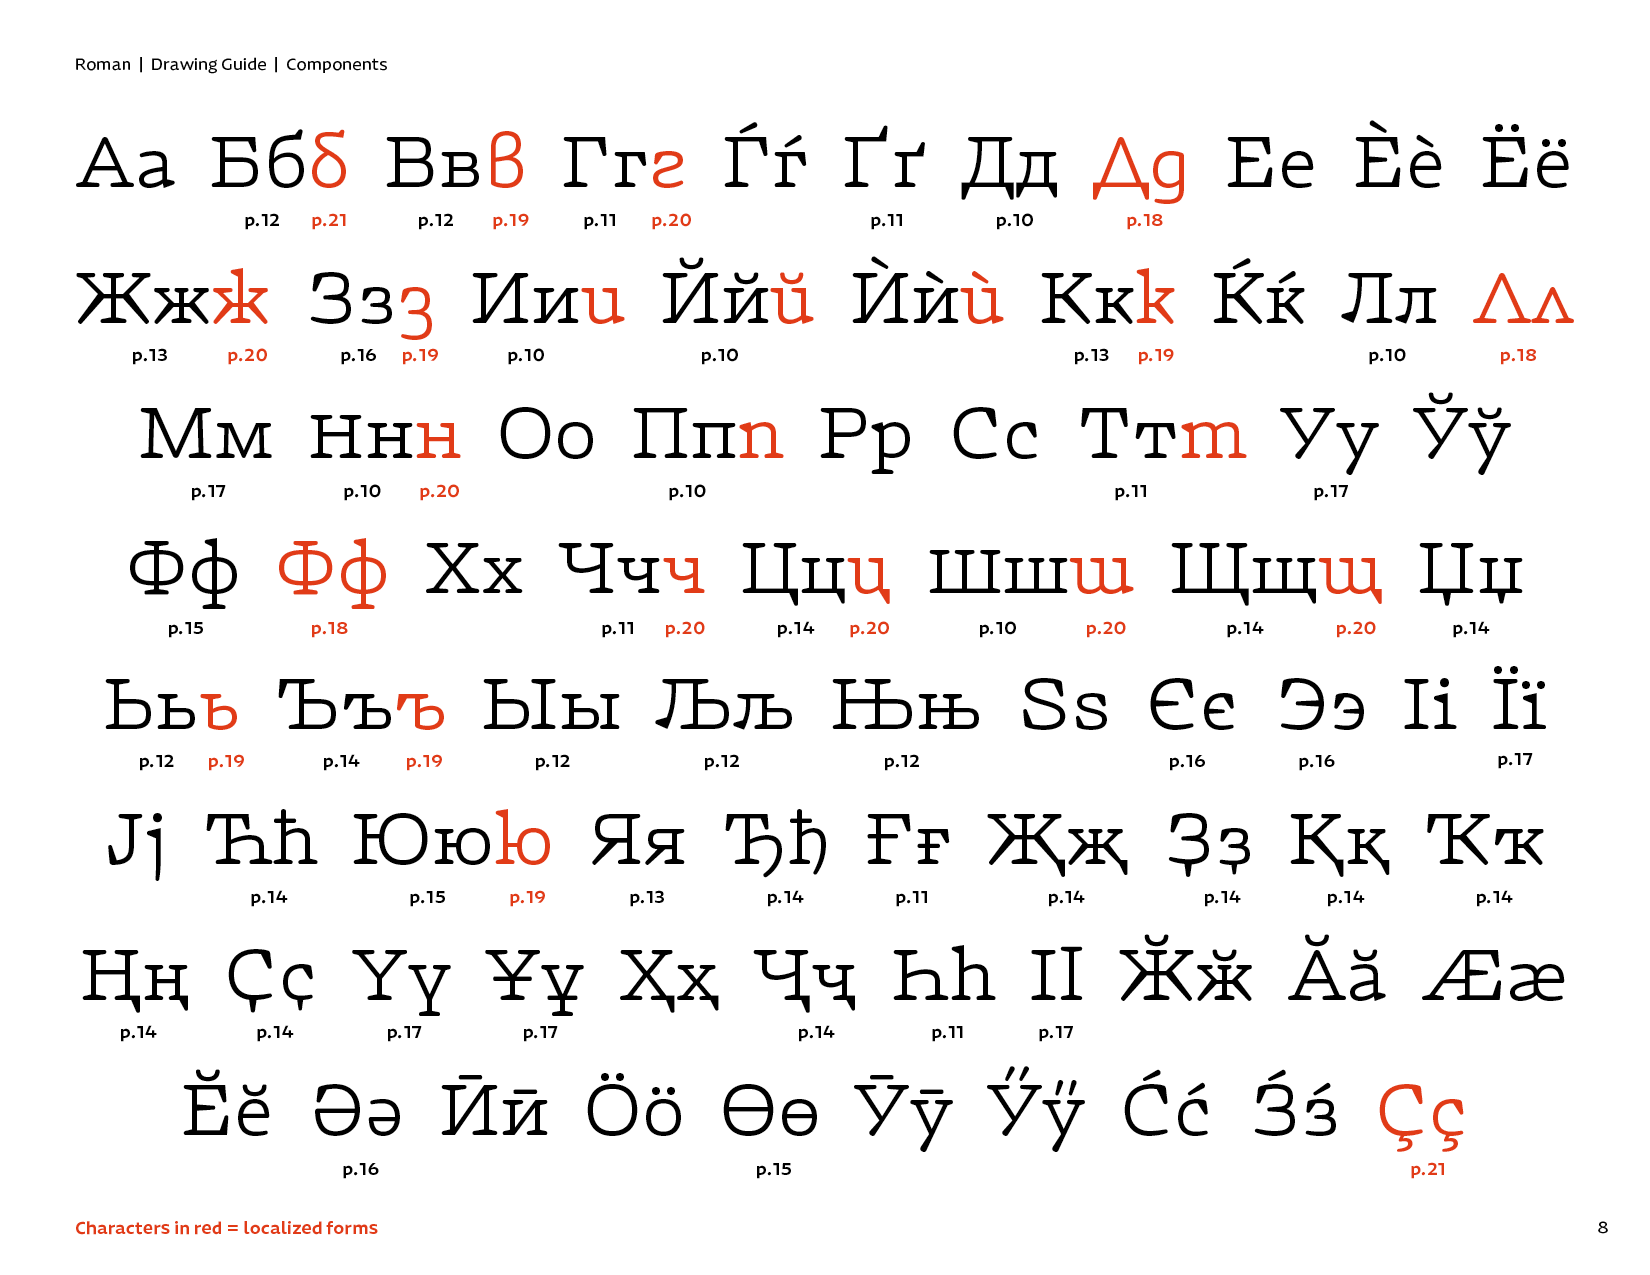 Roman | Drawing Guide | Components
Аа Ббб Ввв Ггг Ѓѓ Ґґ Дд Дд Ее Ѐѐ Ёё
p.12 p.21 p.12 p.19 p.11 p.20 p.11 p.10 p.18
Жжж Ззз Иии Ййй Ѝѝѝ Ккк Ќќ Лл Лл
p.13 p.20 p.16 p.19 p.10 p.10 p.13 p.19 p.10 p.18
Мм Ннн Оо Ппп Рр Сс Ттт Уу Ўў
p.17 p.10 p.20 p.10 p.11 p.17
Фф Фф Хх Ччч Ццц Шшш Щщщ Џџ
p.15 p.18 p.11 p.20 p.14 p.20 p.10 p.20 p.14 p.20 p.14
Ььь Ъъъ Ыы Љљ Њњ Ѕѕ Єє Ээ Іі Її
p.12 p.19 p.14 p.19 p.12 p.12 p.12 p.16 p.16 p.17
Јј Ћћ Ююю Яя Ђђ Ғғ Җҗ Ҙҙ Ққ Ҡҡ
p.14 p.15 p.19 p.13 p.14 p.11 p.14 p.14 p.14 p.14
Ңң Ҫҫ Үү Ұұ Ҳҳ Ҷҷ Һһ ӀӀ Ӂӂ Ӑӑ Ӕӕ
p.14 p.14 p.17 p.17 p.14 p.11 p.17
Ӗӗ Әә Ӣӣ Ӧӧ Өө Ӯӯ Ӳӳ С́с́ З́з́ Ҫҫ
p.16 p.15 p.21
Characters in red = localized forms 8